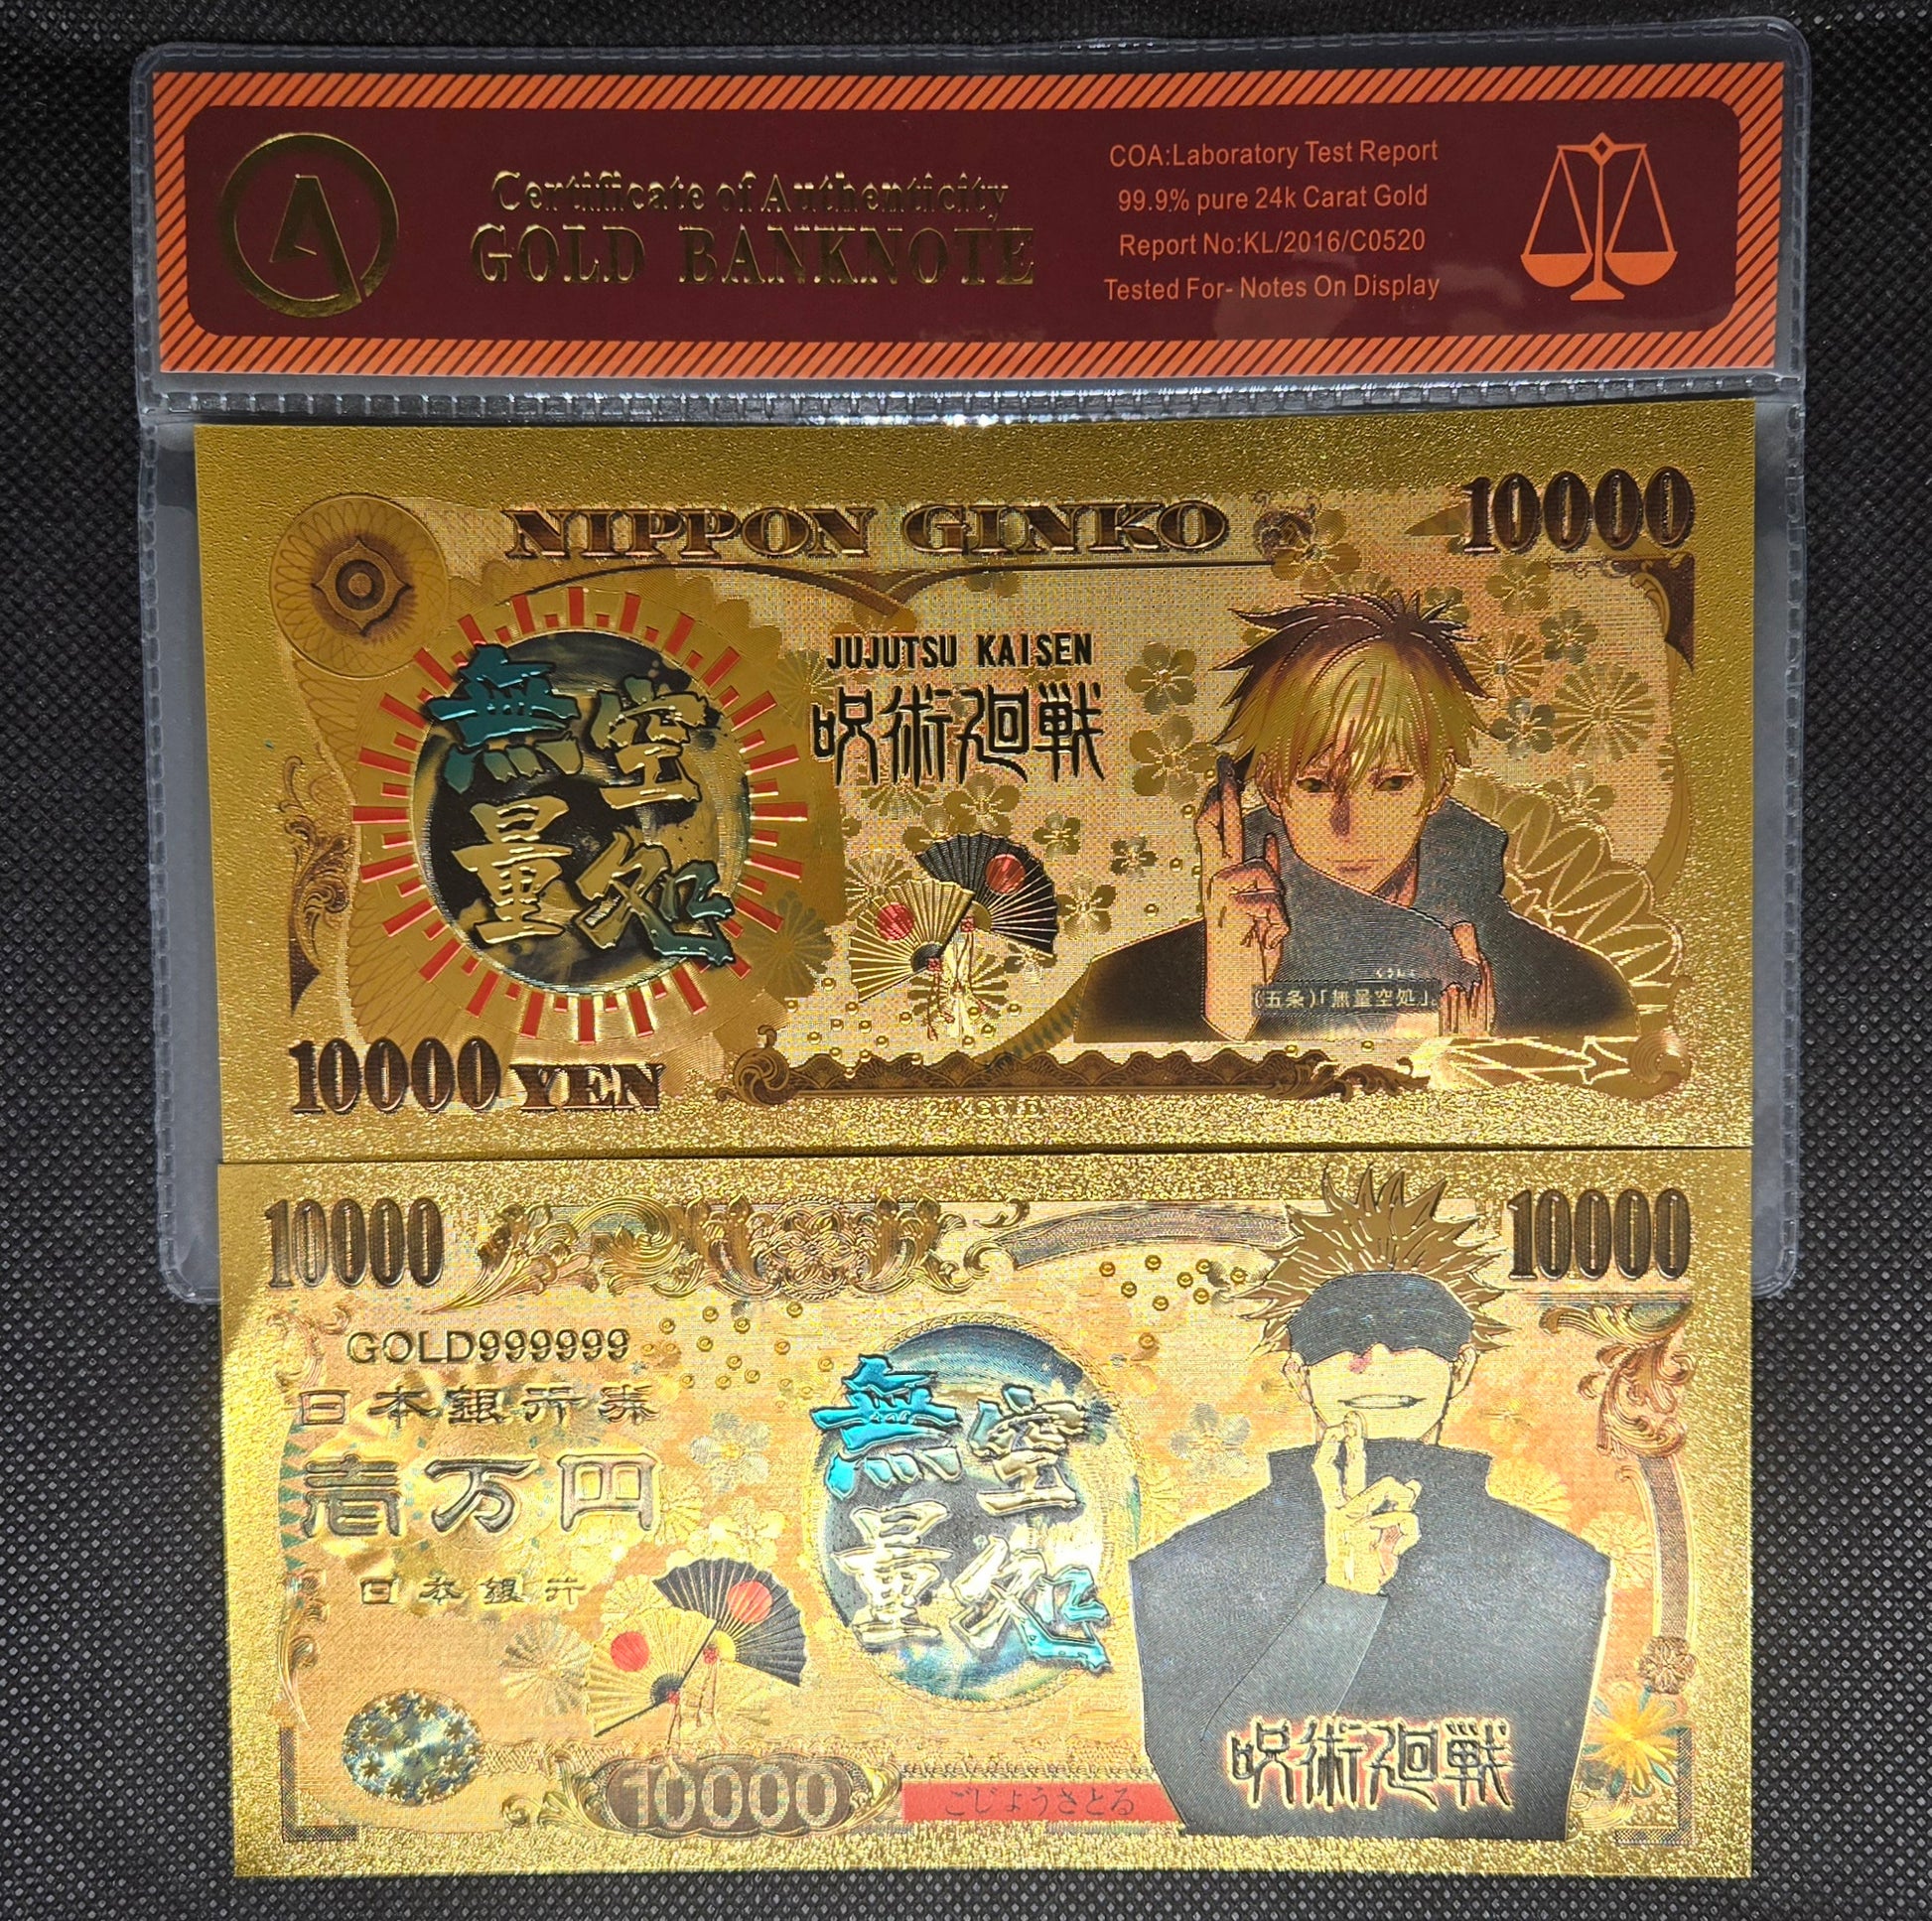 A
Certificate of Authenticity
GOLD BANKNOTE
COA:Laboratory Test Report
99.9% pure 24k Carat Gold
Report No:KL/2016/C0520
Tested For- Notes On Display
NIPPON GINKO
10000
JUJUTSU KAISEN
呪術廻戦
無量空処
(五条)「無量空処」。
10000 YEN
10000
10000
GOLD999999
日本銀行券
壱万円
日本銀行
無量空処
呪術廻戦
10000
ごじょうさとる